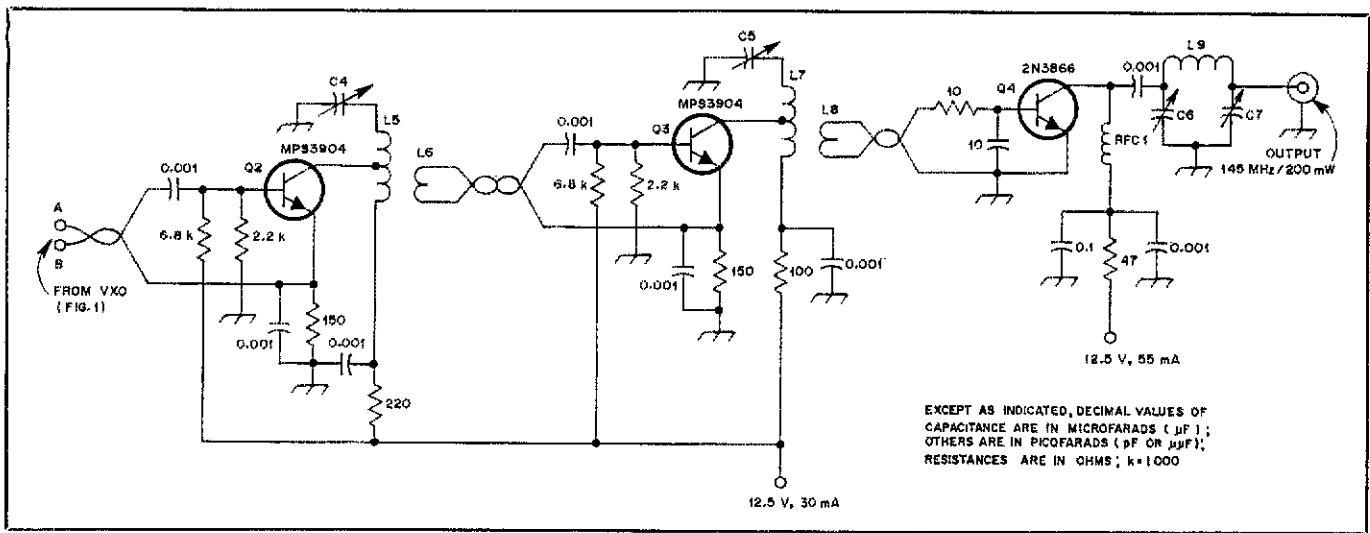 C4
L5
Q2
MPS3904
0.001
A
B
FROM VXO
(FIG. 1)
6.8 k
2.2 k
0.001
150
0.001
220
L6
C5
L7
Q3
MPS3904
0.001
6.8 k
2.2 k
0.001
150
100
0.001
12.5 V, 30 mA
L8
10
10
Q4
2N3866
0.001
L9
C6
C7
RFC1
OUTPUT
145 MHz/200 mW
0.1
47
0.001
12.5 V, 55 mA
EXCEPT AS INDICATED, DECIMAL VALUES OF
CAPACITANCE ARE IN MICROFARADS (µF);
OTHERS ARE IN PICOFARADS (pF OR µµF);
RESISTANCES ARE IN OHMS; k=1000